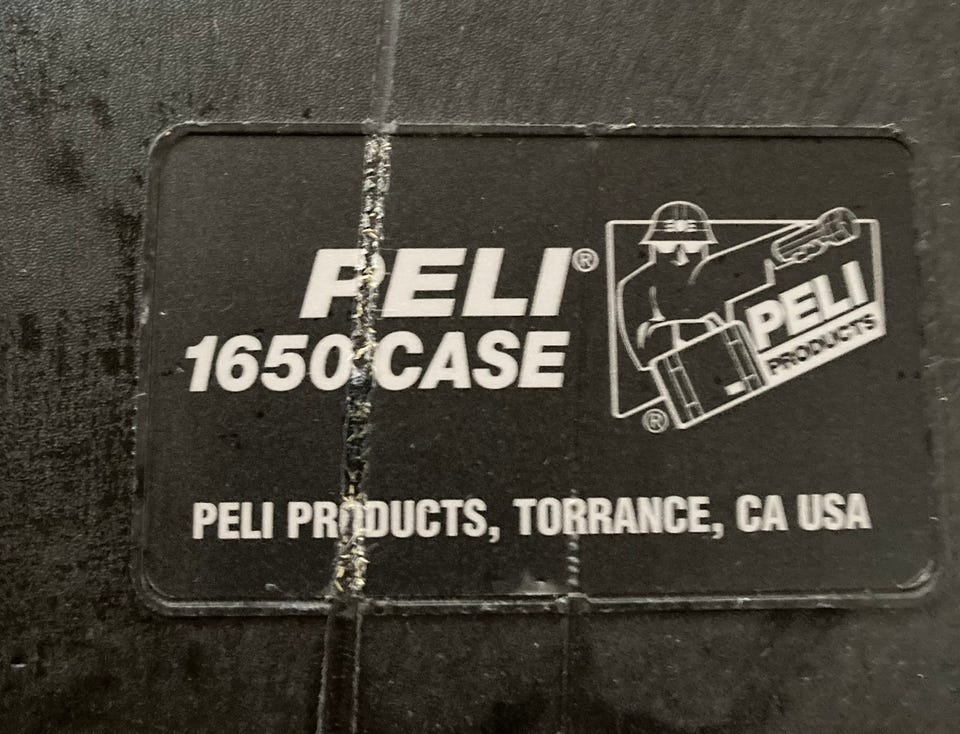 PELI®
1650 CASE
PELI
PRODUCTS
®
PELI PRODUCTS, TORRANCE, CA USA